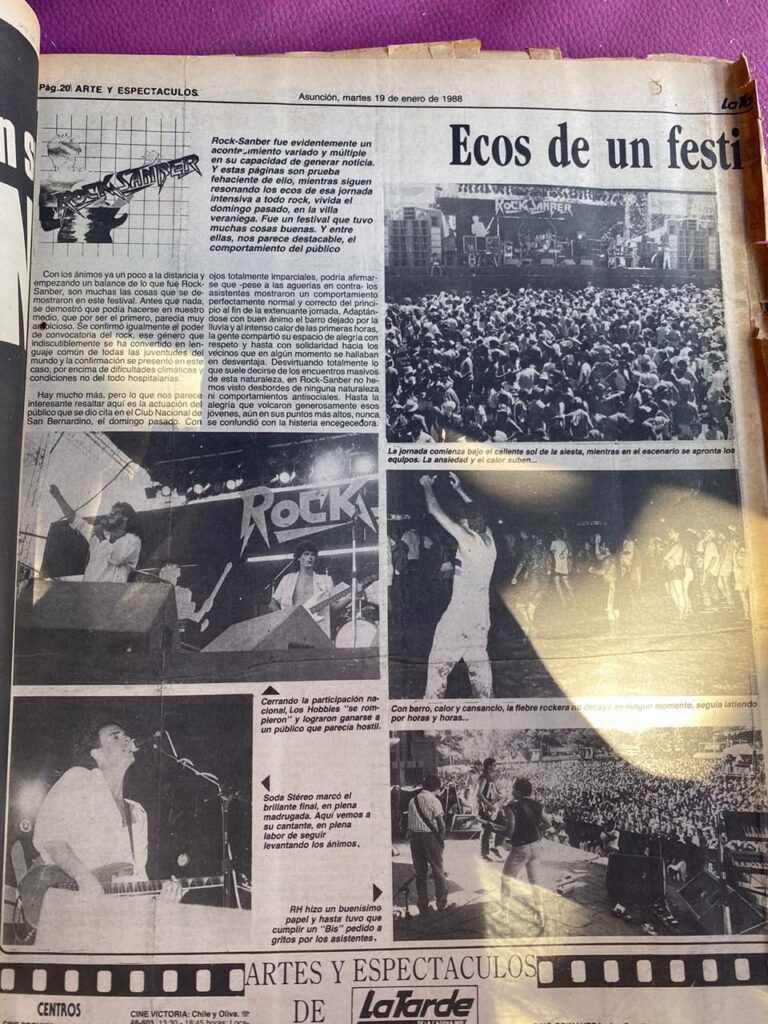 Pág.20 ARTE Y ESPECTACULOS
Asunción, martes 19 de enero de 1988
ROCK SANBER
Rock-Sanber fue evidentemente un
acontecimiento variado y múltiple
en su capacidad de generar noticia.
Y estas páginas son prueba
fehaciente de ello, mientras siguen
resonando los ecos de esa jornada
intensiva a todo rock, vivida el
domingo pasado, en la villa
veraniega. Fue un festival que tuvo
muchas cosas buenas. Y entre
ellas, nos parece destacable, el
comportamiento del público
Ecos de un festi
ROCK SANBER
Con los ánimos ya un poco a la distancia y
empezando un balance de lo que fue Rock-
Sanber, son muchas las cosas que se de-
mostraron en este festival. Antes que nada,
se demostró que podía hacerse en nuestro
medio, que por ser el primero, parecía muy
ambicioso. Se confirmó igualmente el poder
de convocatoria del rock, ese género que
indiscutiblemente se ha convertido en len-
guaje común de todas las juventudes del
mundo y la confirmación se presentó en este
caso, por encima de dificultades climáticas y
condiciones no del todo hospitalarias.
Hay mucho más, pero lo que nos parece
interesante resaltar aquí es la actuación del
público que se dio cita en el Club Nacional de
San Bernardino, el domingo pasado. Con
ojos totalmente imparciales, podría afirmar-
se que -pese a las aguerías en contra- los
asistentes mostraron un comportamiento
perfectamente normal y correcto del princi-
pio al fin de la extenuante jornada. Adaptán-
dose con buen ánimo el barro dejado por la
lluvia y al intenso calor de las primeras horas,
la gente compartió su espacio de alegría con
respeto y hasta con solidaridad hacia los
vecinos que en algún momento se hallaban
en desventaja. Desvirtuando totalmente lo
que suele decirse de los encuentros masivos
de esta naturaleza, en Rock-Sanber no he-
mos visto desbordes de ninguna naturaleza
ni comportamientos antisociales. Hasta la
alegría que volcaron generosamente esos
jóvenes, aún en sus puntos más altos, nunca
se confundió con la histeria enceguecedora.
La jornada comienza bajo el caliente sol de la siesta, mientras en el escenario se apronta los
equipos. La ansiedad y el calor suben...
ROCK
Cerrando la participación na-
cional, Los Hobbies "se rom-
pieron" y lograron ganarse a
un público que parecía hostil.
Con barro, calor y cansancio, la fiebre rockera no decayó en ningún momento, seguía latiendo
por horas y horas...
Soda Stéreo marcó el
brillante final, en plena
madrugada. Aquí vemos a
su cantante, en plena
labor de seguir
levantando los ánimos.
RH hizo un buenísimo
papel y hasta tuvo que
cumplir un "Bis" pedido a
gritos por los asistentes.
ARTES Y ESPECTACULOS
DE
LaTarde
CENTROS
CINE VICTORIA: Chile y Oliva.